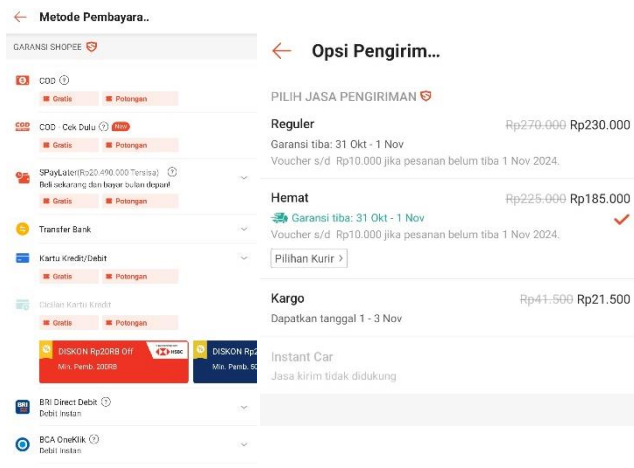 Metode Pembayara..
GARANSI SHOPEE
COD
Gratis Potongan
COD - Cek Dulu New
Gratis Potongan
SPayLater(Rp20.490.000 Tersisa)
Beli sekarang dan bayar bulan depan!
Gratis Potongan
Transfer Bank
Kartu Kredit/Debit
Gratis Potongan
Cicilan Kartu Kredit
Gratis Potongan
DISKON Rp20RB Off HSBC
Min. Pemb. 200RB
DISKON Rp2
Min. Pemb. 50
BRI BRI Direct Debit
Debit Instan
BCA OneKlik
Debit Instan
Opsi Pengirim...
PILIH JASA PENGIRIMAN
Reguler Rp270.000 Rp230.000
Garansi tiba: 31 Okt - 1 Nov
Voucher s/d Rp10.000 jika pesanan belum tiba 1 Nov 2024.
Hemat Rp225.000 Rp185.000
Garansi tiba: 31 Okt - 1 Nov
Voucher s/d Rp10.000 jika pesanan belum tiba 1 Nov 2024.
Pilihan Kurir >
Kargo Rp41.500 Rp21.500
Dapatkan tanggal 1 - 3 Nov
Instant Car
Jasa kirim tidak didukung